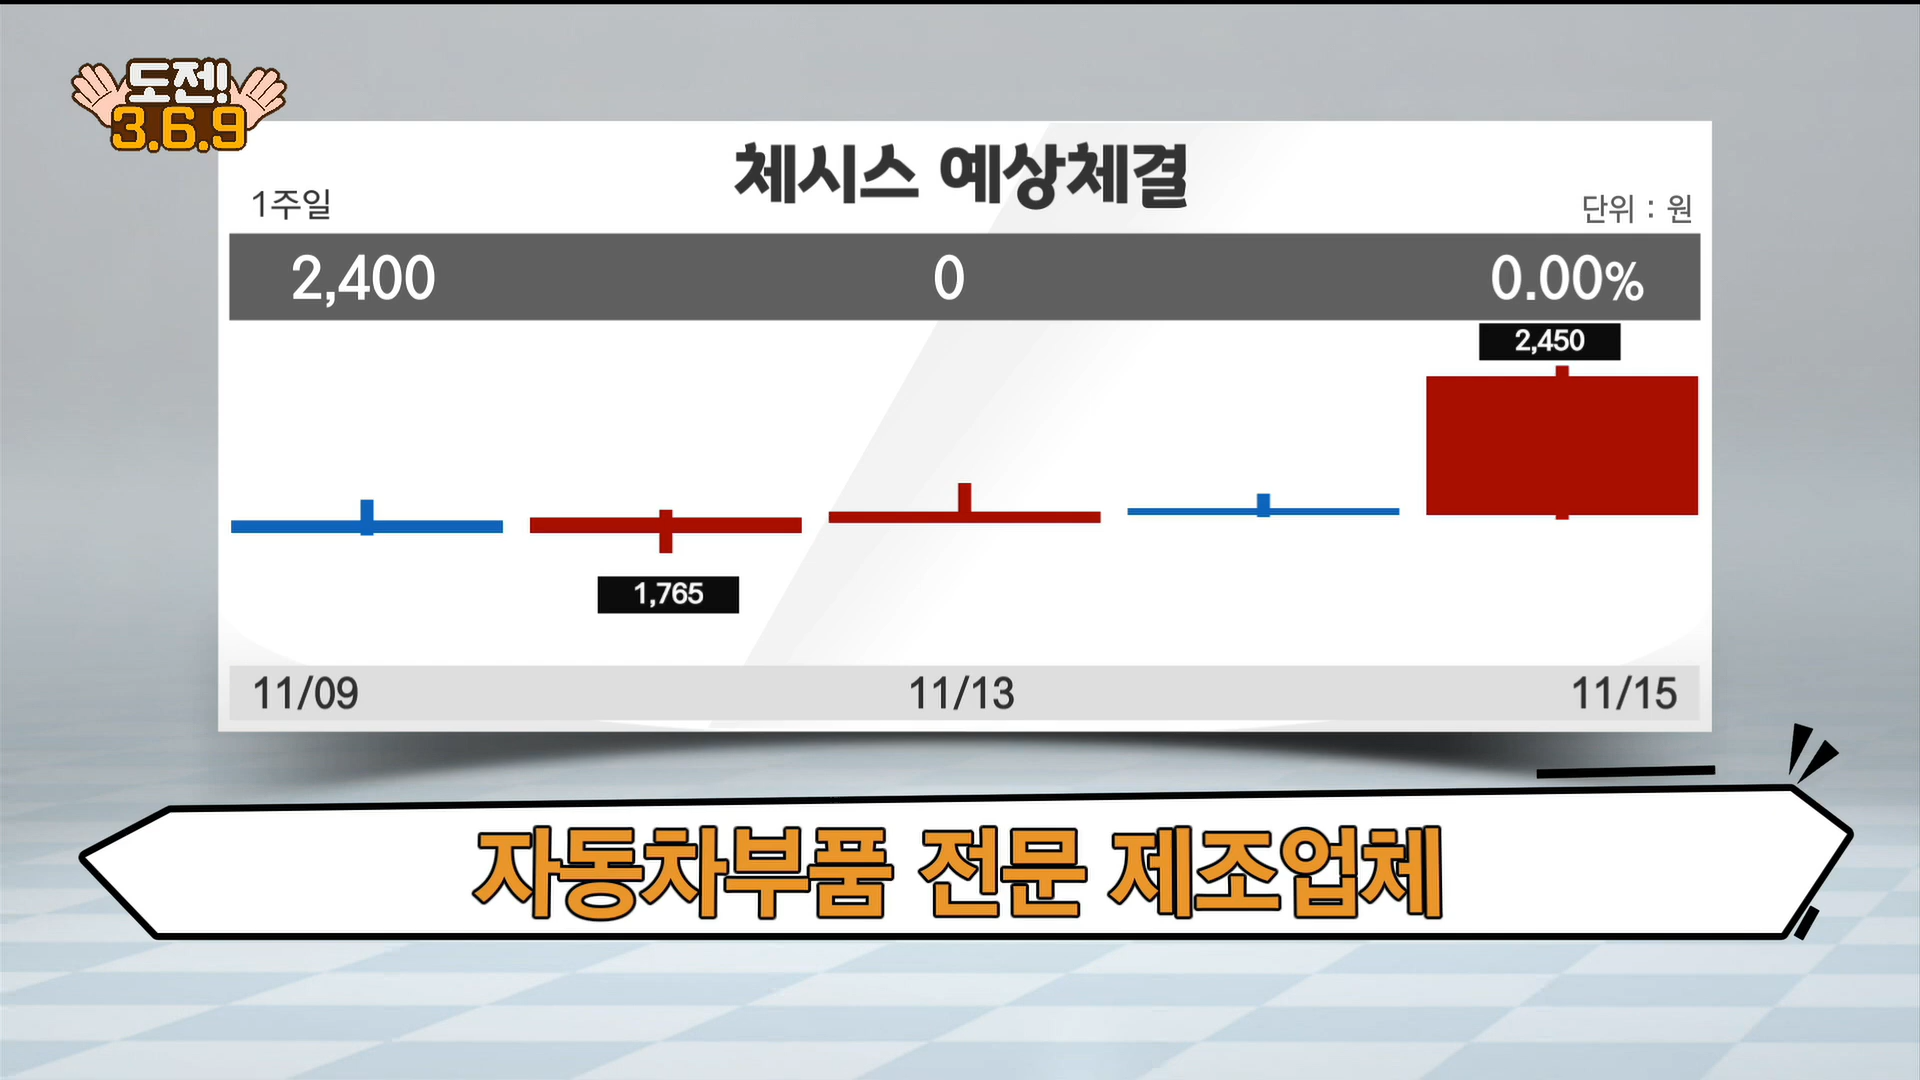 도전!
3.6.9
체시스 예상체결
1주일
단위 : 원
2,400 0 0.00%
2,450
1,765
11/09 11/13 11/15
자동차부품 전문 제조업체